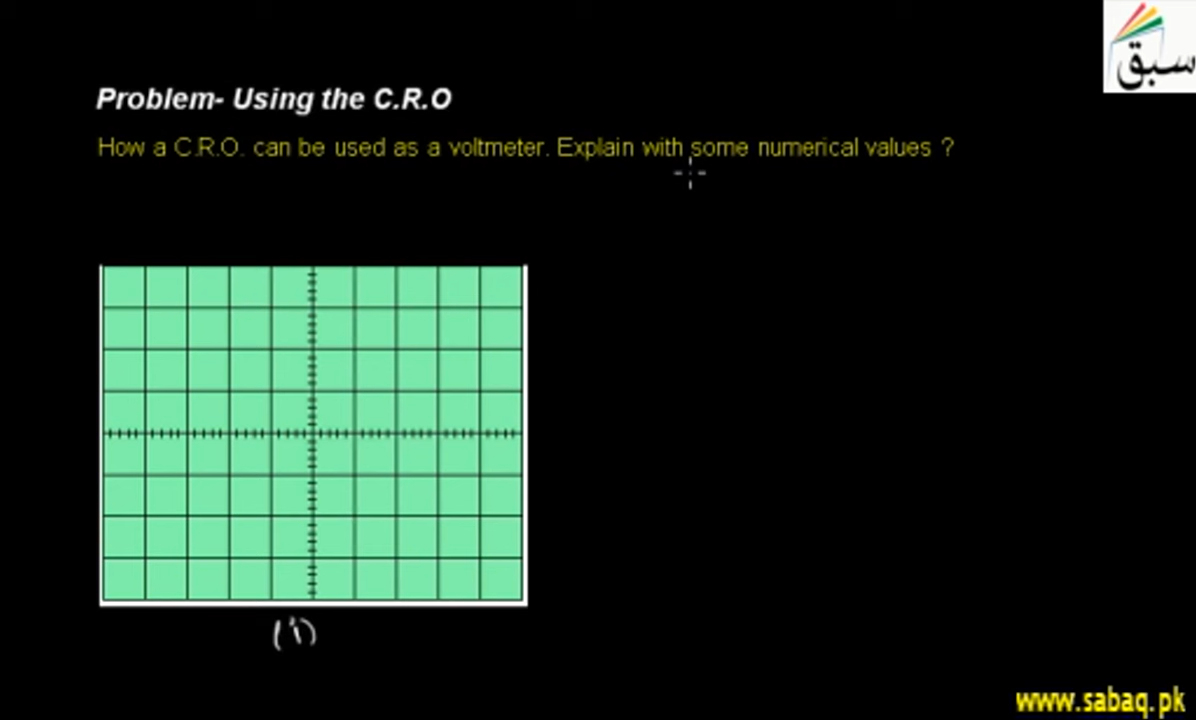 سبق
Problem- Using the C.R.O
How a C.R.O. can be used as a voltmeter. Explain with some numerical values ?
(i)
www.sabaq.pk